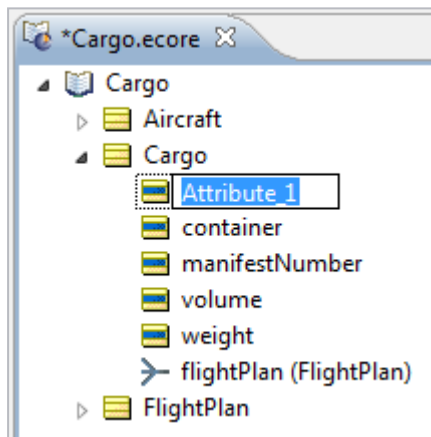 *Cargo.ecore
Cargo
Aircraft
Cargo
Attribute_1
container
manifestNumber
volume
weight
flightPlan (FlightPlan)
FlightPlan